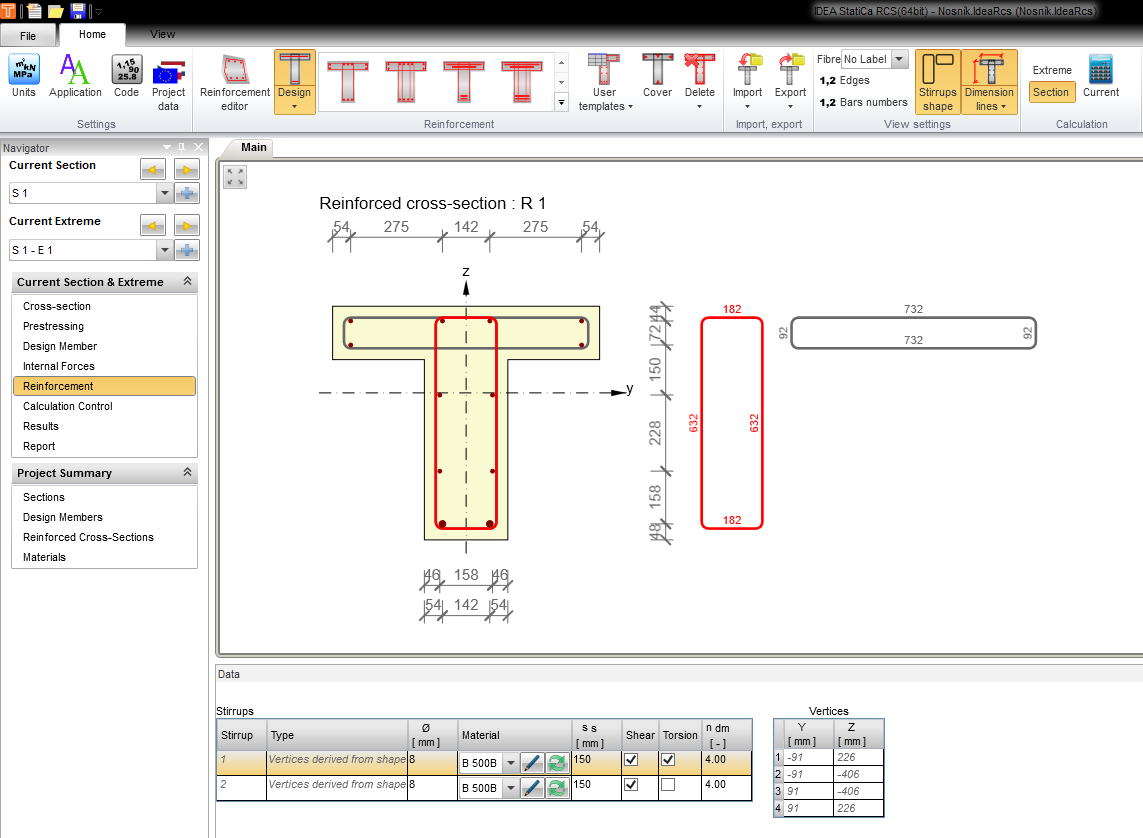 IDEA StatiCa RCS(64bit) - Nosnik.IdeaRcs (Nosnik.IdeaRcs)
File Home View
m²kN MPa 1,15 90 25.8
Units Application Code Project data
Settings
Reinforcement editor
Design
User templates
Cover
Delete
Reinforcement
Import
Export
Import, export
Fibre No Label
1,2 Edges
1,2 Bars numbers
Stirrups shape
Dimension lines
View settings
Extreme
Section
Current
Calculation
Navigator
Current Section
S 1
Current Extreme
S 1 - E 1
Current Section & Extreme
Cross-section
Prestressing
Design Member
Internal Forces
Reinforcement
Calculation Control
Results
Report
Project Summary
Sections
Design Members
Reinforced Cross-Sections
Materials
Main
Reinforced cross-section : R 1
54 275 142 275 54
z
y
44
72
150
228
158
48
46 158 46
54 142 54
182
632 632
182
732
92 92
732
Data
Stirrups
Stirrup Type Ø [ mm ] Material s s [ mm ] Shear Torsion n dm [ - ]
1 Vertices derived from shape 8 B 500B 150 4.00
2 Vertices derived from shape 8 B 500B 150 4.00
Vertices
Y [ mm ] Z [ mm ]
1 -91 226
2 -91 -406
3 91 -406
4 91 226